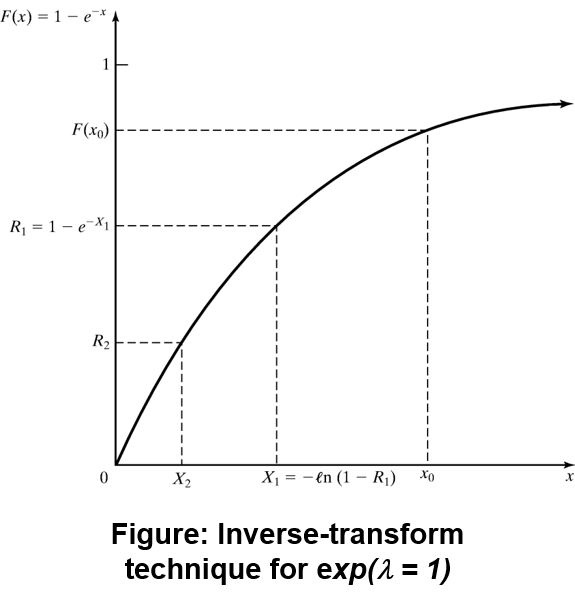 F(x) = 1 − e⁻ˣ
1
F(x₀)
R₁ = 1 − e^−X₁
R₂
0
X₂
X₁ = −ℓn (1 − R₁)
x₀
x
Figure: Inverse-transform
technique for exp(λ = 1)